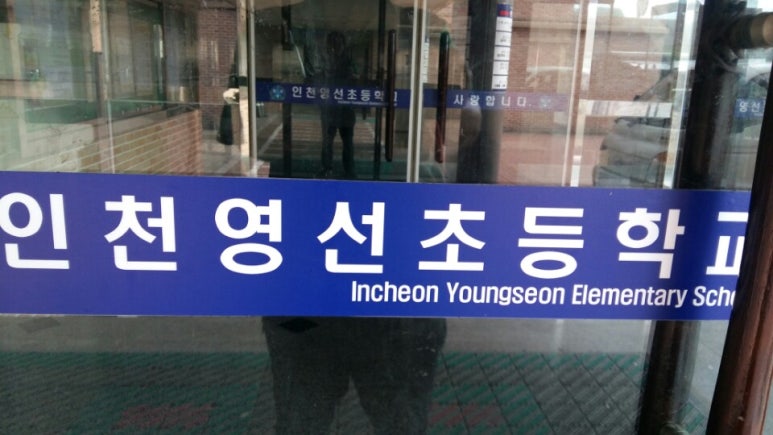 인천영선초등학교 사랑합니다.
인천영선초등학교
Incheon Youngseon Elementary Scho